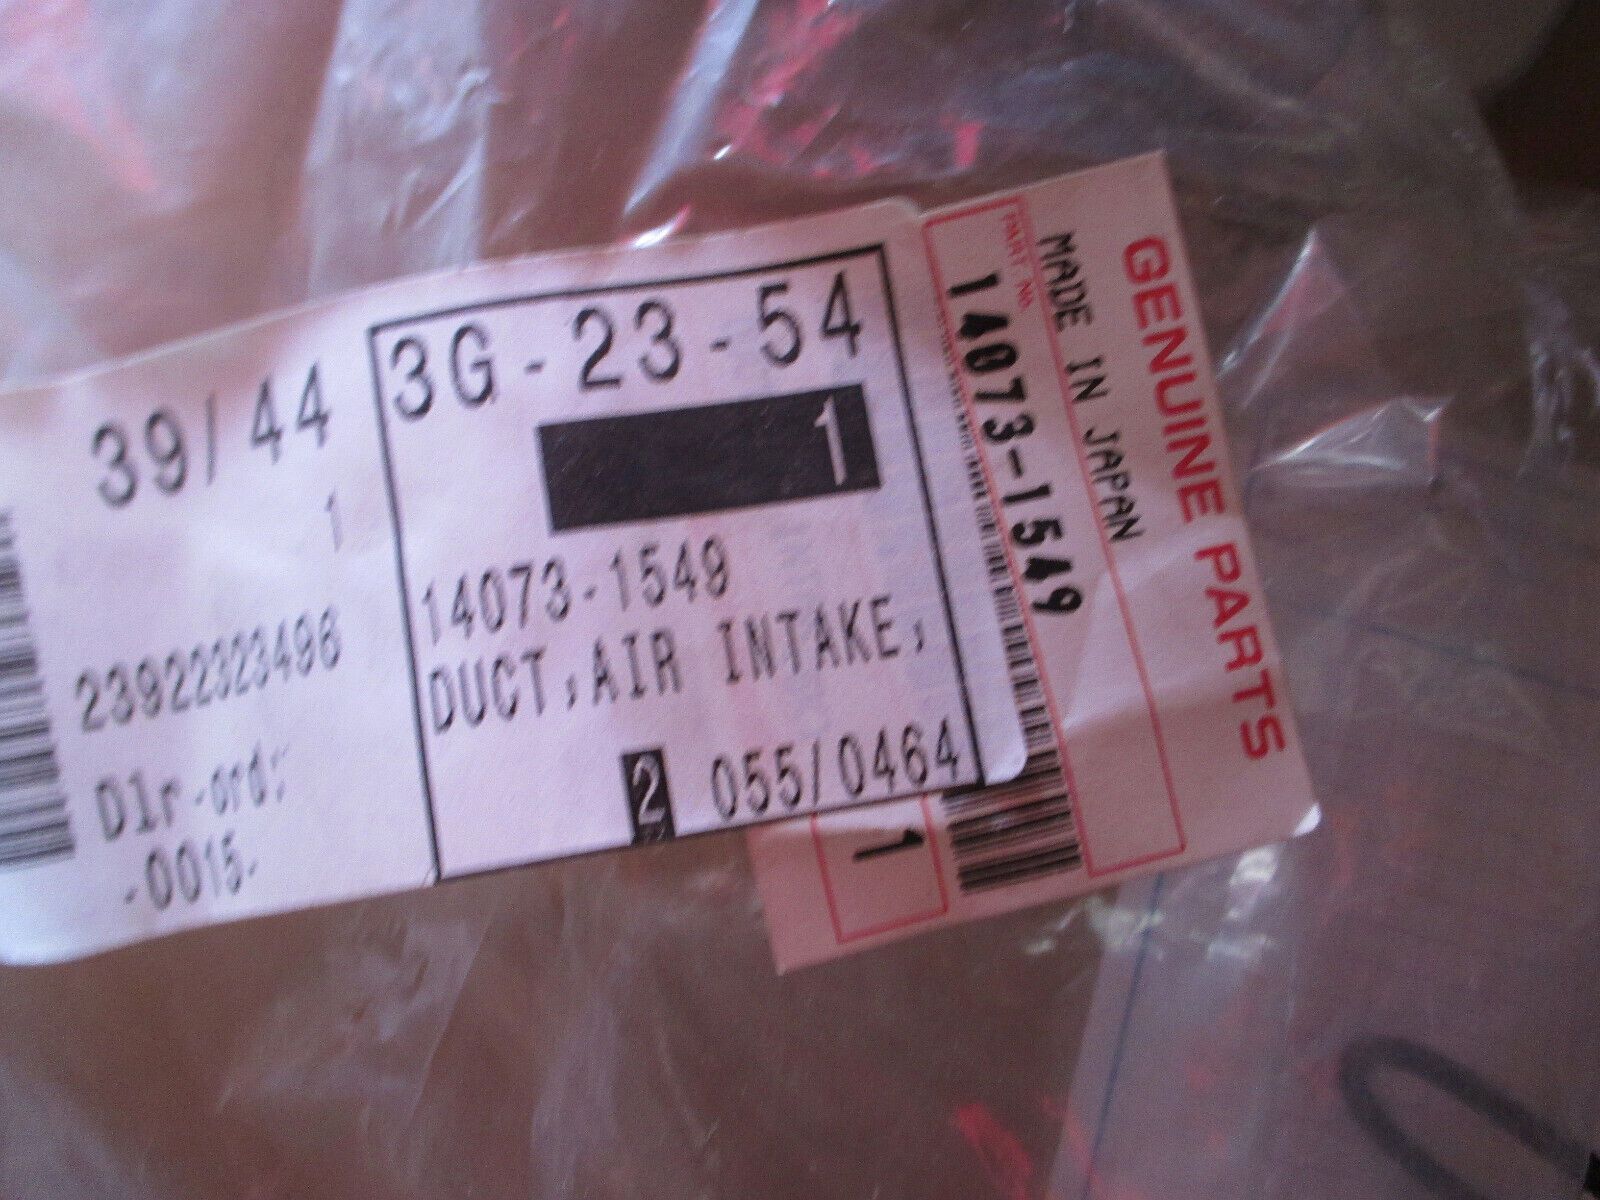 39/44
1
23922323496
Dlr-ord:
-0015-
3G-23-54
1
14073-1549
DUCT,AIR INTAKE,
2 055/0464
GENUINE PARTS
MADE IN JAPAN
PART No.
14073-1549
1